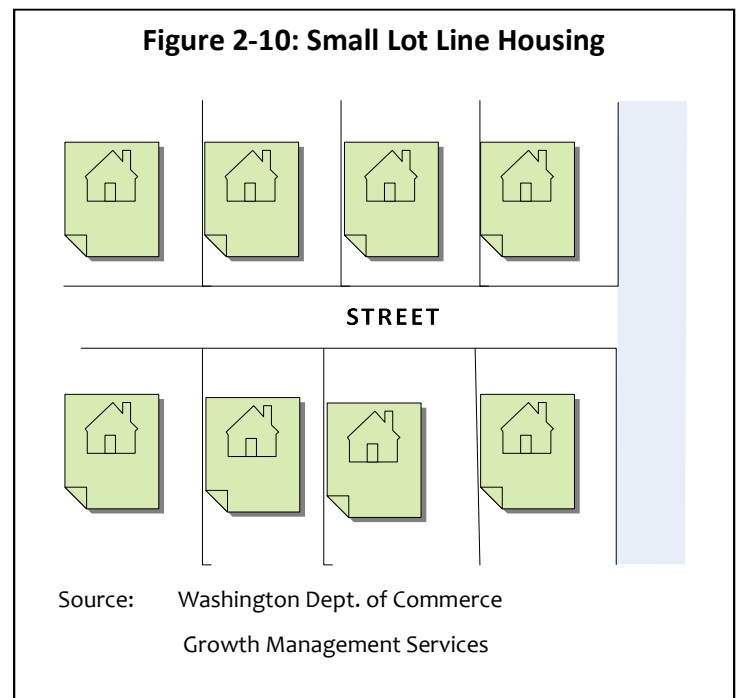 Figure 2-10: Small Lot Line Housing
STREET
Source: Washington Dept. of Commerce
Growth Management Services